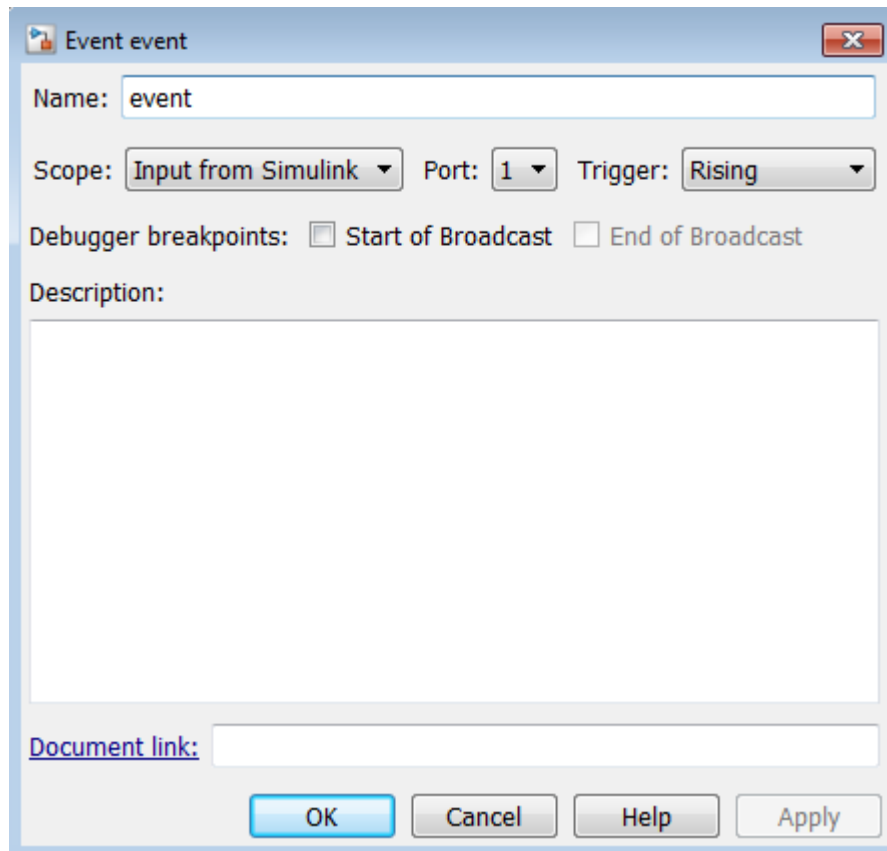 Event event
Name: event
Scope: Input from Simulink Port: 1 Trigger: Rising
Debugger breakpoints: Start of Broadcast End of Broadcast
Description:
Document link:
OK Cancel Help Apply